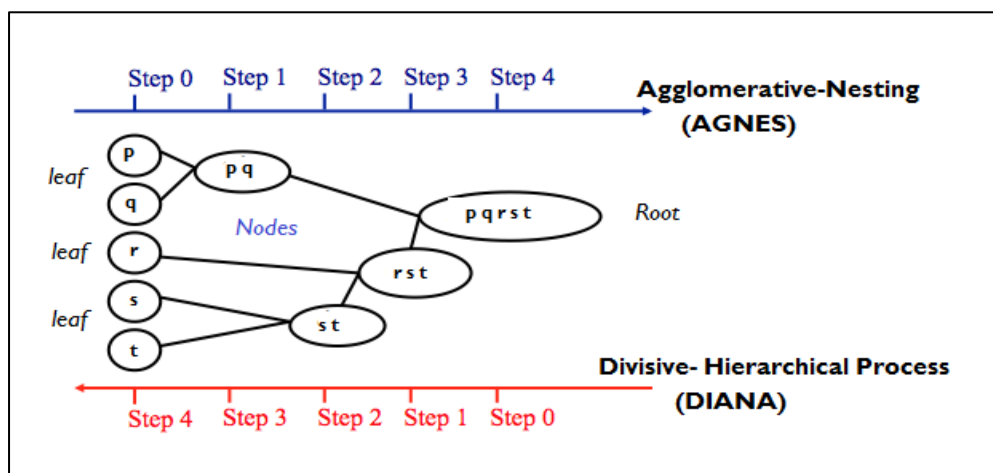 Step 0 Step 1 Step 2 Step 3 Step 4
Agglomerative-Nesting
(AGNES)
p
leaf
p q
q
p q r s t
Root
Nodes
leaf
r
r s t
s
leaf
s t
t
Divisive- Hierarchical Process
(DIANA)
Step 4 Step 3 Step 2 Step 1 Step 0